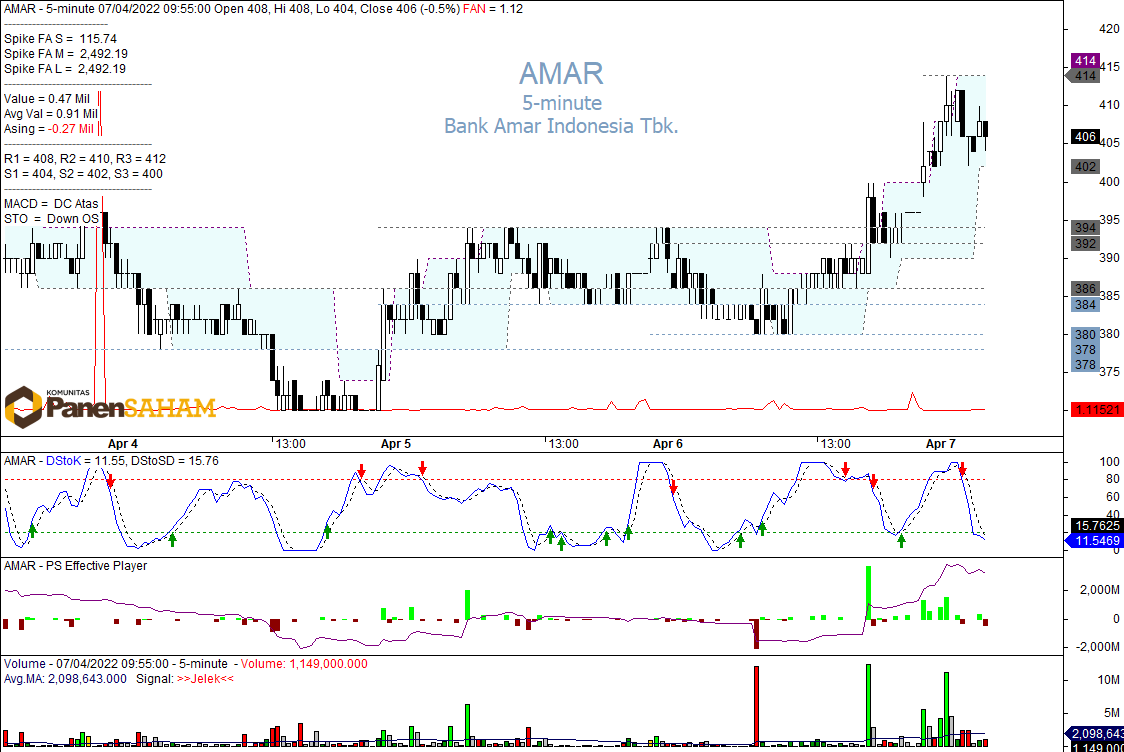 AMAR - 5-minute 07/04/2022 09:55:00 Open 408, Hi 408, Lo 404, Close 406 (-0.5%) FAN = 1.12
Spike FA S = 115.74
Spike FA M = 2,492.19
Spike FA L = 2,492.19
Value = 0.47 Mil
Avg Val = 0.91 Mil
Asing = -0.27 Mil
R1 = 408, R2 = 410, R3 = 412
S1 = 404, S2 = 402, S3 = 400
MACD = DC Atas
STO = Down OS
AMAR
5-minute
Bank Amar Indonesia Tbk.
420
414
415
414
410
406
405
402
400
394
395
392
390
386
385
384
380
380
378
378
375
1.11521
KOMUNITAS
PanenSAHAM
Apr 4
13:00
Apr 5
13:00
Apr 6
13:00
Apr 7
AMAR - DStoK = 11.55, DStoSD = 15.76
100
80
60
40
15.7625
11.5469
0
AMAR - PS Effective Player
2,000M
0
-2,000M
Volume - 07/04/2022 09:55:00 - 5-minute - Volume: 1,149,000.000
Avg.MA: 2,098,643.000 Signal: >>Jelek<<
10M
5M
2,098,643
1,149,000